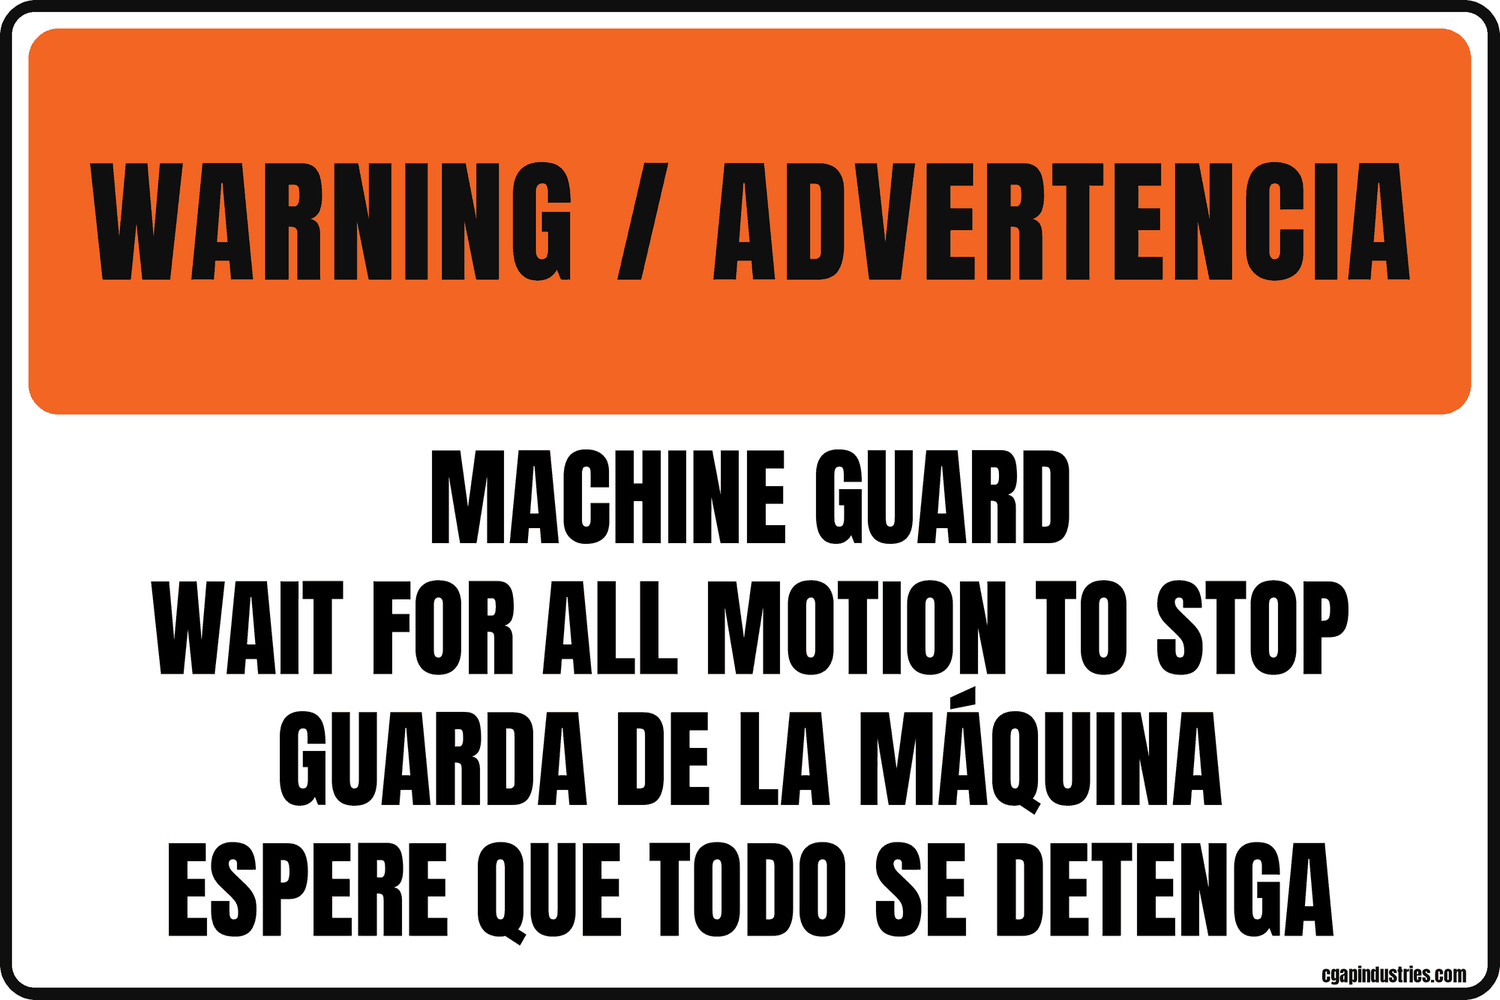 WARNING / ADVERTENCIA
MACHINE GUARD
WAIT FOR ALL MOTION TO STOP
GUARDA DE LA MÁQUINA
ESPERE QUE TODO SE DETENGA
cgapindustries.com